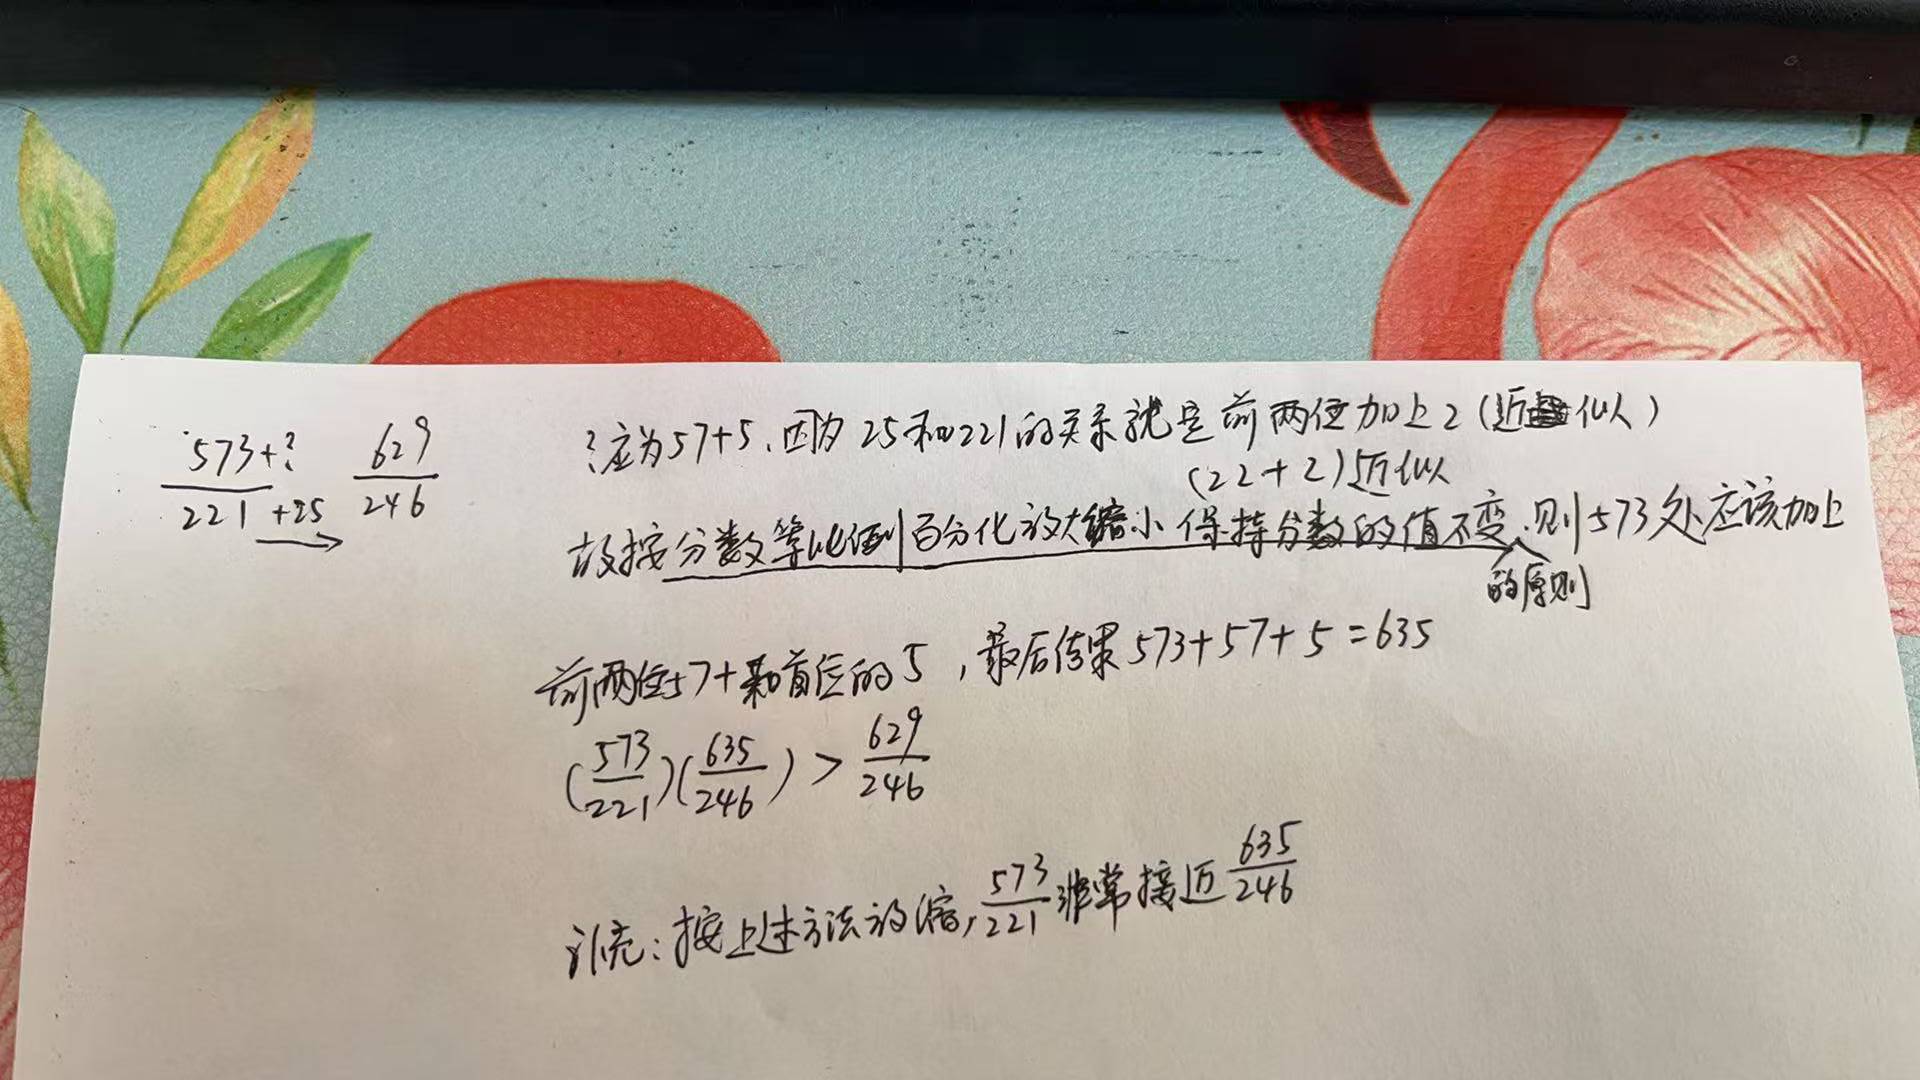 573+? 629
221 +25 246
?应为57+5.因为25和221的关系就是前两位加上2(近似)
(22+2)近似
故按分数等比例百分化放大缩小保持分数的值不变,则573处应该加上
的原则
前两位57+和首位的5,最后结果573+57+5=635
(573/221)(635/246)>629/246
补充:按上述方法放缩,573/221非常接近635/246